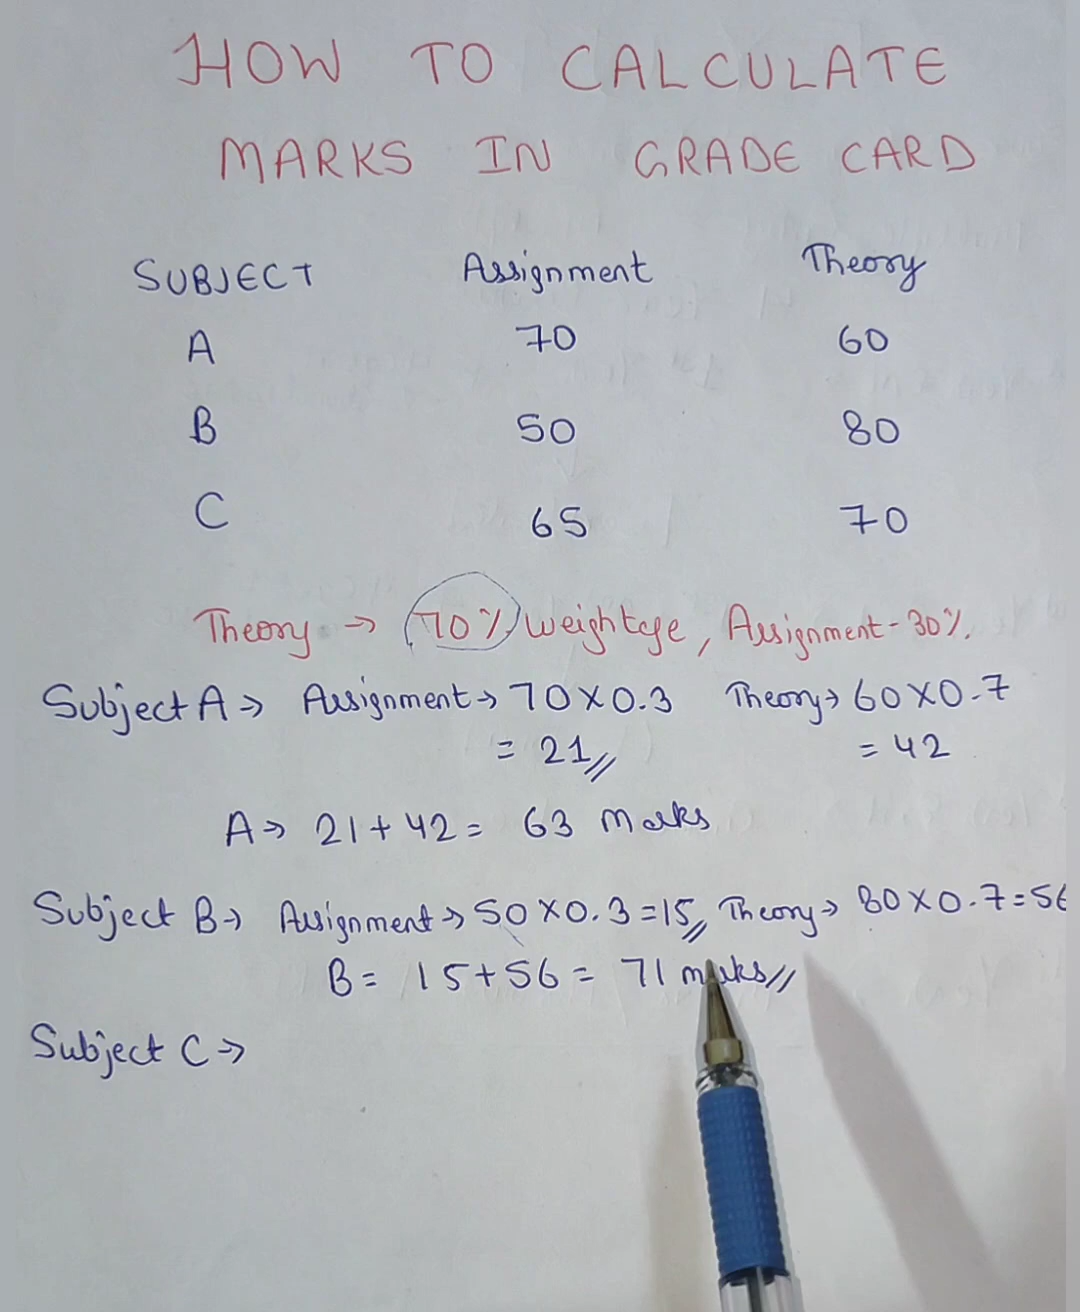 HOW TO CALCULATE
MARKS IN GRADE CARD
SUBJECT Assignment Theory
A 70 60
B 50 80
C 65 70
Theory → 70% weightage, Assignment - 30%.
Subject A → Assignment → 70 × 0.3 Theory → 60 × 0.7
= 21 = 42
A → 21 + 42 = 63 marks
Subject B → Assignment → 50 × 0.3 = 15, Theory → 80 × 0.7 = 56
B = 15 + 56 = 71 marks
Subject C →